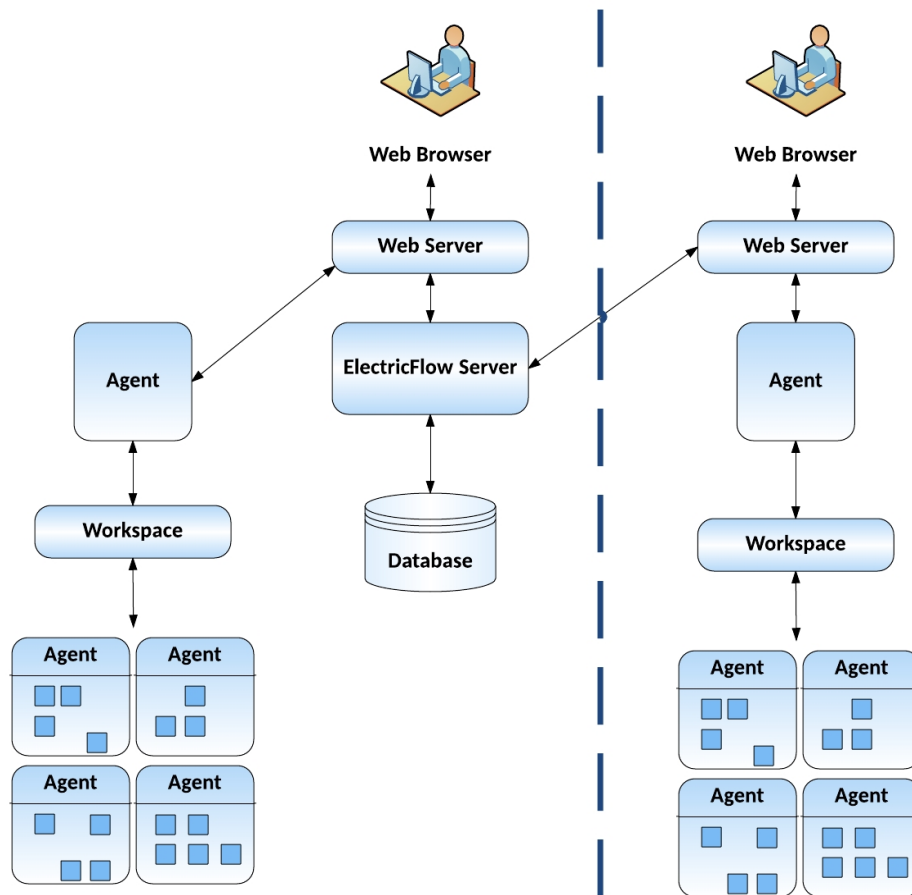 Web Browser
Web Browser
Web Server
Web Server
Agent
ElectricFlow Server
Agent
Workspace
Workspace
Database
Agent
Agent
Agent
Agent
Agent
Agent
Agent
Agent